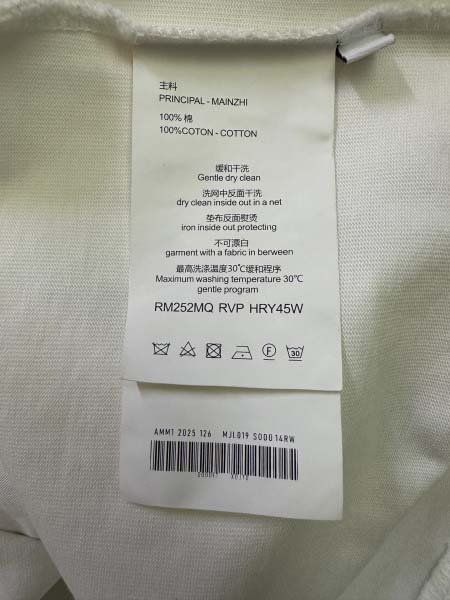 主料
PRINCIPAL - MAINZHI
100% 棉
100%COTON - COTTON
缓和干洗
Gentle dry clean
洗网中反面干洗
dry clean inside out in a net
垫布反面熨烫
iron inside out protecting
不可漂白
garment with a fabric in berween
最高洗涤温度30℃缓和程序
Maximum washing temperature 30℃
gentle program
RM252MQ RVP HRY45W
F 30
AMM1 2025 126 MJL019 S000 14RW